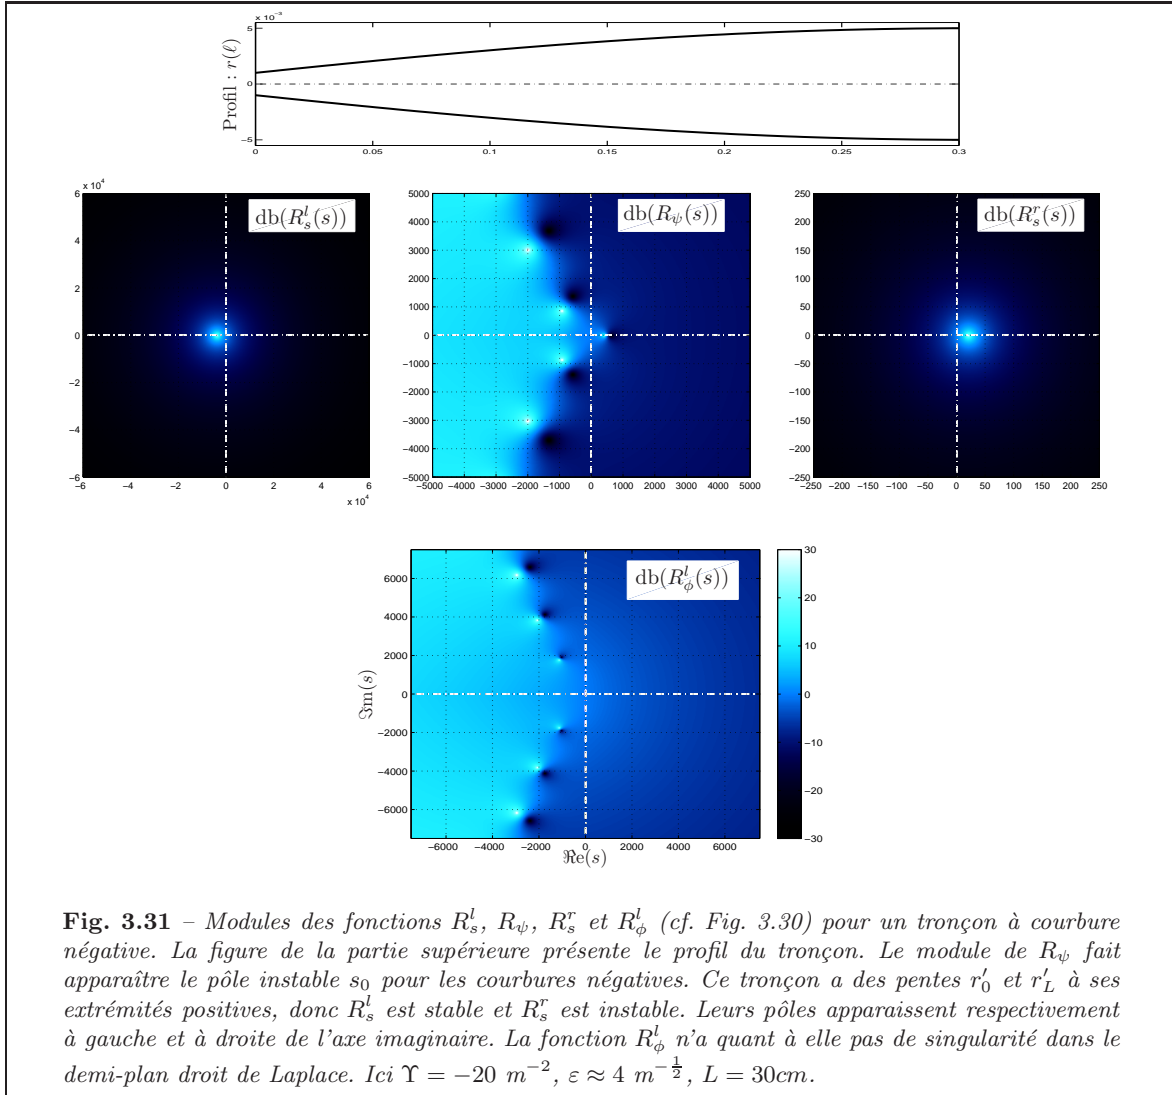 x 10⁻³
5
0
−5
Profil : r(ℓ)
0 0.05 0.1 0.15 0.2 0.25 0.3
x 10⁴
6
4
2
0
−2
−4
−6
−6 −4 −2 0 2 4 6
x 10⁴
db(R_s^l(s))
5000
4000
3000
2000
1000
0
−1000
−2000
−3000
−4000
−5000
−5000 −4000 −3000 −2000 −1000 0 1000 2000 3000 4000 5000
db(R_ψ(s))
250
200
150
100
50
0
−50
−100
−150
−200
−250
−250 −200 −150 −100 −50 0 50 100 150 200 250
db(R_s^r(s))
6000
4000
2000
0
−2000
−4000
−6000
ℑm(s)
−6000 −4000 −2000 0 2000 4000 6000
ℜe(s)
db(R_ϕ^l(s))
30
20
10
0
−10
−20
−30
Fig. 3.31 – Modules des fonctions R_s^l, R_ψ, R_s^r et R_ϕ^l (cf. Fig. 3.30) pour un tronçon à courbure
négative. La figure de la partie supérieure présente le profil du tronçon. Le module de R_ψ fait
apparaître le pôle instable s₀ pour les courbures négatives. Ce tronçon a des pentes r′₀ et r′_L à ses
extrémités positives, donc R_s^l est stable et R_s^r est instable. Leurs pôles apparaissent respectivement
à gauche et à droite de l'axe imaginaire. La fonction R_ϕ^l n'a quant à elle pas de singularité dans le
demi-plan droit de Laplace. Ici Υ = −20 m⁻², ε ≈ 4 m^{−1/2}, L = 30cm.